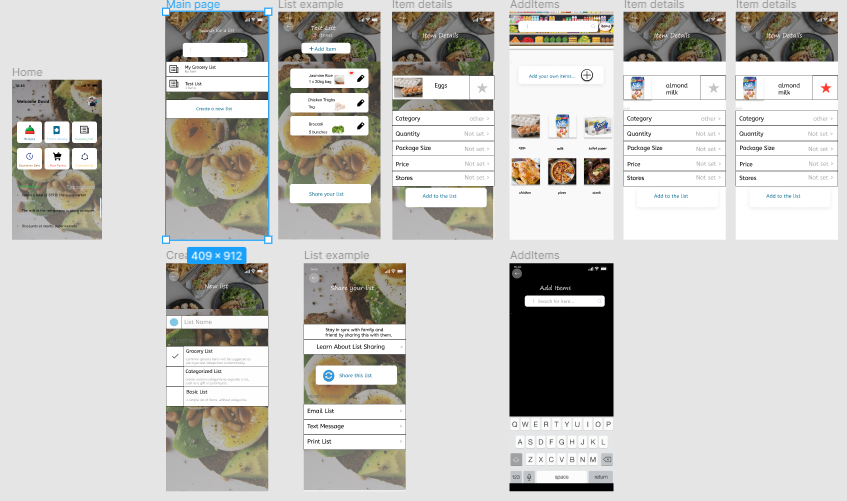 Main page
List example
Item details
AddItems
Item details
Item details
Home
Welcome David
Search for a list
My Grocery List
Test List
Create a new list
Test List
3 items
+ Add item
Jasmine Rice
1 x 20kg bag
Chicken Thighs
1kg
Broccoli
3 bunches
Share your list
Item Details
Eggs
Category other >
Quantity Not set >
Package Size Not set >
Price Not set >
Stores Not set >
Add to the list
Add your own items...
eggs
milk
toilet paper
chicken
pizza
steak
Item Details
almond
milk
Category other >
Quantity Not set >
Package Size Not set >
Price Not set >
Stores Not set >
Add to the list
Item Details
almond
milk
Category other >
Quantity Not set >
Package Size Not set >
Price Not set >
Stores Not set >
Add to the list
409 × 912
Crea
List example
AddItems
New list
List Name
Grocery List
Categorized List
Basic List
Share your list
Stay in sync with family and
friend by sharing this with them.
Learn About List Sharing >
Share this list
Email List >
Text Message >
Print List >
Add Items
Search for item...
Q W E R T Y U I O P
A S D F G H J K L
Z X C V B N M
123 space return